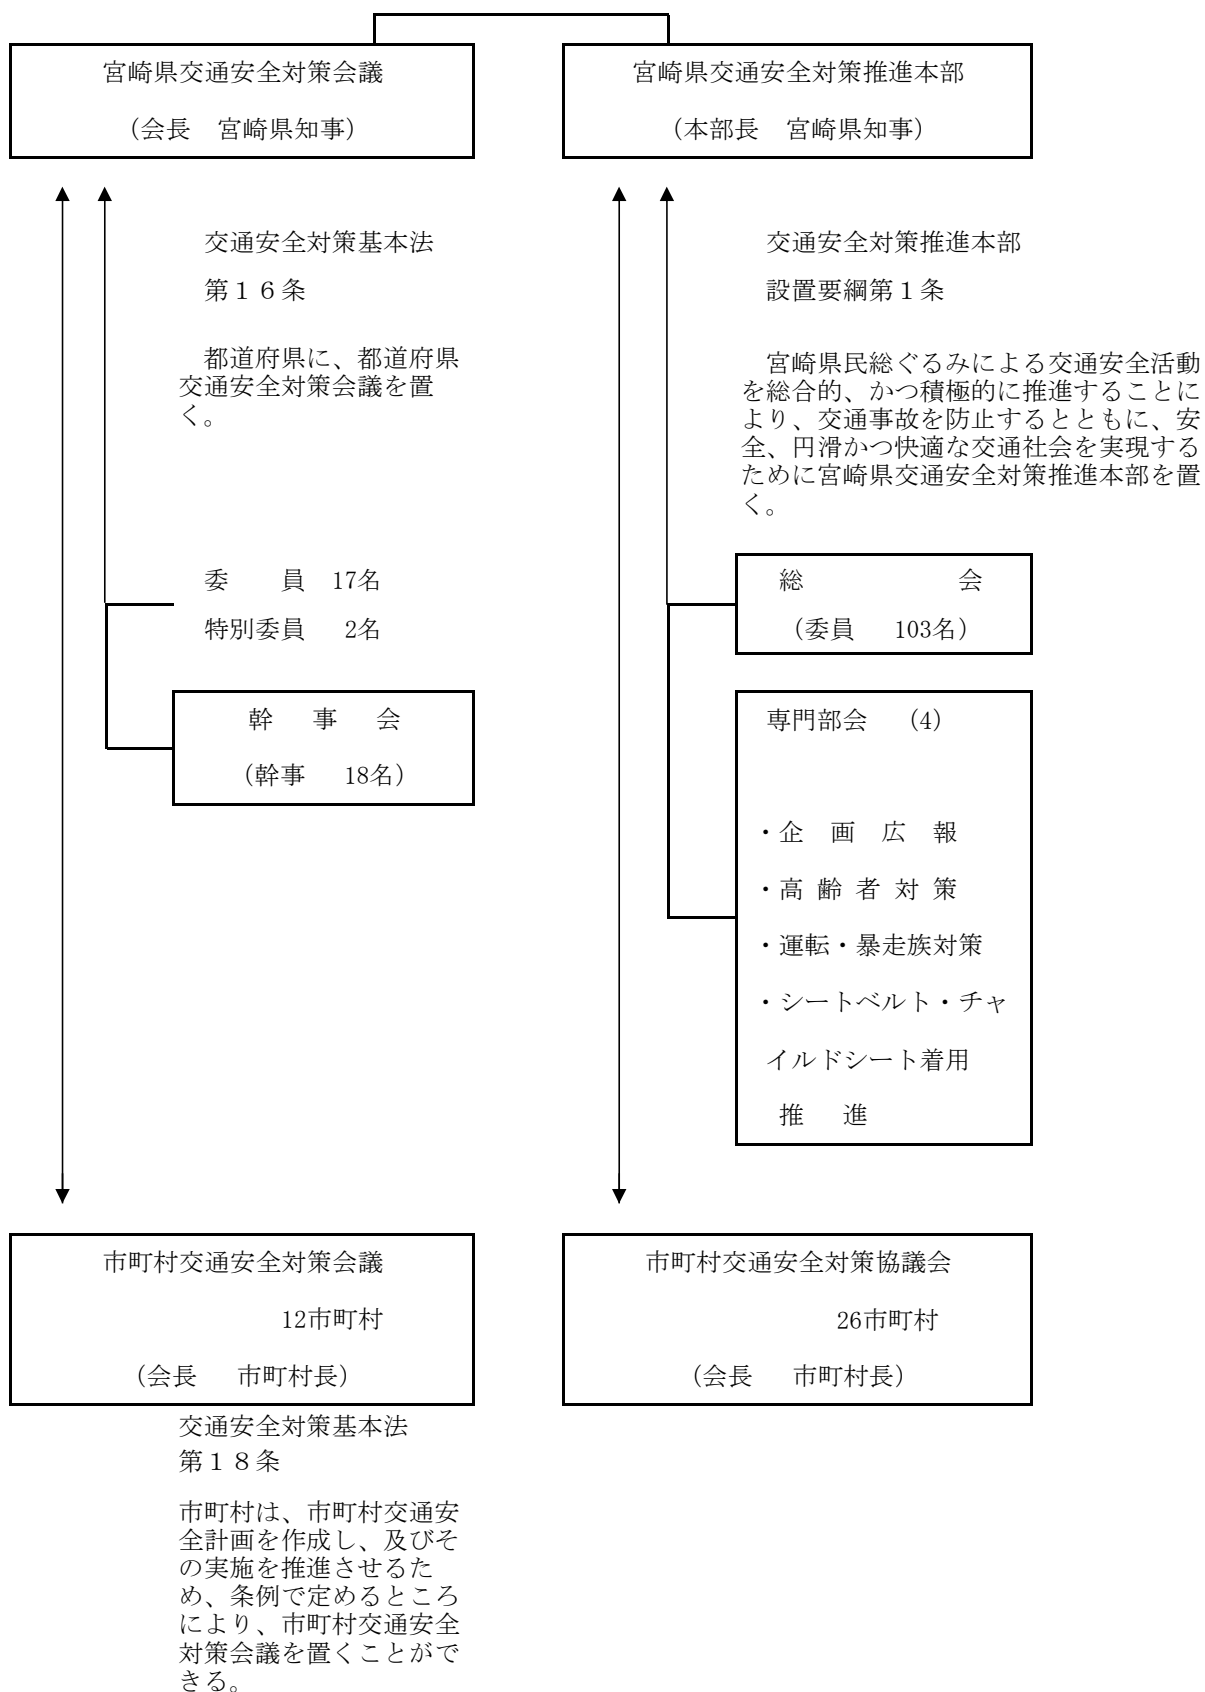 宮崎県交通安全対策会議
（会長　宮崎県知事）
宮崎県交通安全対策推進本部
（本部長　宮崎県知事）
交通安全対策基本法
第１６条
都道府県に、都道府県
交通安全対策会議を置
く。
交通安全対策推進本部
設置要綱第１条
宮崎県民総ぐるみによる交通安全活動
を総合的、かつ積極的に推進することに
より、交通事故を防止するとともに、安
全、円滑かつ快適な交通社会を実現する
ために宮崎県交通安全対策推進本部を置
く。
委　　員　17名
特別委員　2名
幹　事　会
（幹事　18名）
総　　　　　会
（委員　103名）
専門部会　（4）
・企　画　広　報
・高 齢 者 対 策
・運転・暴走族対策
・シートベルト・チャ
イルドシート着用
推　進
市町村交通安全対策会議
12市町村
（会長　市町村長）
市町村交通安全対策協議会
26市町村
（会長　市町村長）
交通安全対策基本法
第１８条
市町村は、市町村交通安
全計画を作成し、及びそ
の実施を推進させるた
め、条例で定めるところ
により、市町村交通安全
対策会議を置くことがで
きる。